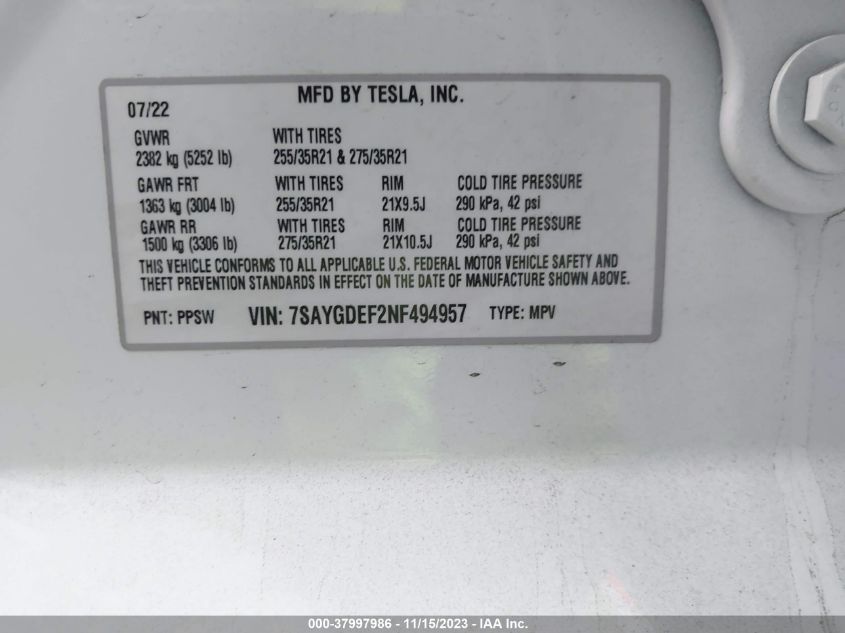 MFD BY TESLA, INC.
07/22
GVWR WITH TIRES
2382 kg (5252 lb) 255/35R21 & 275/35R21
GAWR FRT WITH TIRES RIM COLD TIRE PRESSURE
1363 kg (3004 lb) 255/35R21 21X9.5J 290 kPa, 42 psi
GAWR RR WITH TIRES RIM COLD TIRE PRESSURE
1500 kg (3306 lb) 275/35R21 21X10.5J 290 kPa, 42 psi
THIS VEHICLE CONFORMS TO ALL APPLICABLE U.S. FEDERAL MOTOR VEHICLE SAFETY AND
THEFT PREVENTION STANDARDS IN EFFECT ON THE DATE OF MANUFACTURE SHOWN ABOVE.
PNT: PPSW VIN: 7SAYGDEF2NF494957 TYPE: MPV
000-37997986 - 11/15/2023 - IAA Inc.